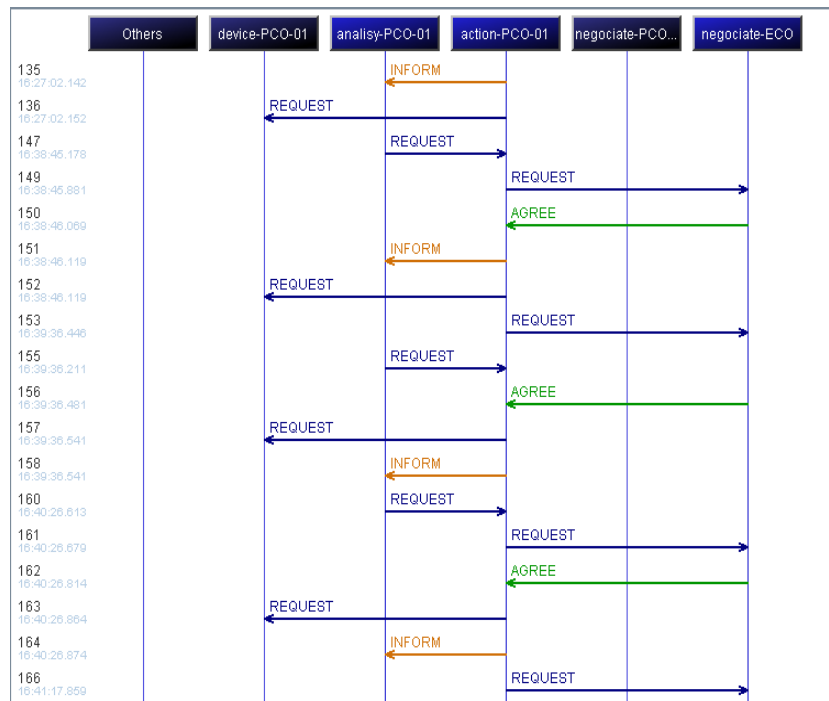 Others device-PCO-01 analisy-PCO-01 action-PCO-01 negociate-PCO... negociate-ECO
135 INFORM
16:27:02.142
136 REQUEST
16:27:02.152
147 REQUEST
16:38:45.178
149 REQUEST
16:38:45.881
150 AGREE
16:38:46.069
151 INFORM
16:38:46.119
152 REQUEST
16:38:46.119
153 REQUEST
16:39:36.446
155 REQUEST
16:39:36.211
156 AGREE
16:39:36.481
157 REQUEST
16:39:36.541
158 INFORM
16:39:36.541
160 REQUEST
16:40:26.613
161 REQUEST
16:40:26.679
162 AGREE
16:40:26.814
163 REQUEST
16:40:26.864
164 INFORM
16:40:26.874
166 REQUEST
16:41:17.859